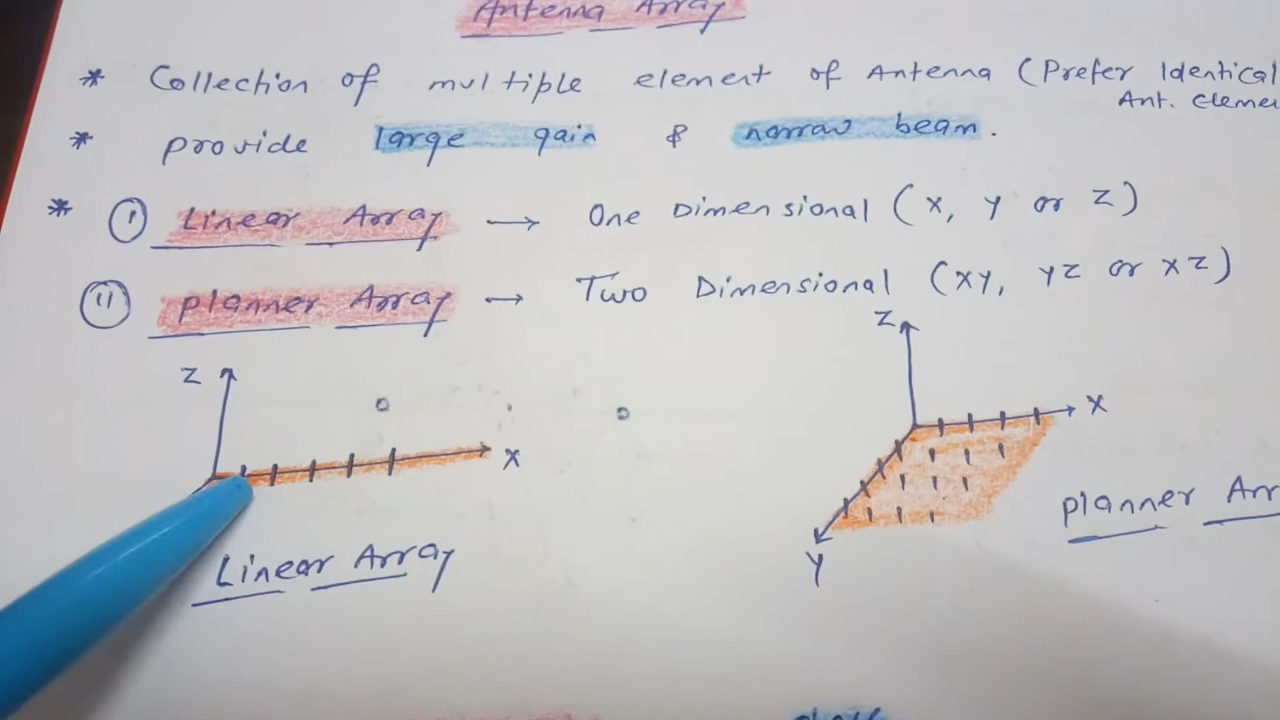 Antenna Array
* Collection of multiple element of Antenna (Prefer Identical
Ant. Eleme
* provide large gain & narrow beam.
* (I) Linear Array → One Dimensional (X, Y or Z)
(II) planner Array → Two Dimensional (XY, YZ or XZ)
Z
X
Linear Array
Z
X
Y
planner Arr